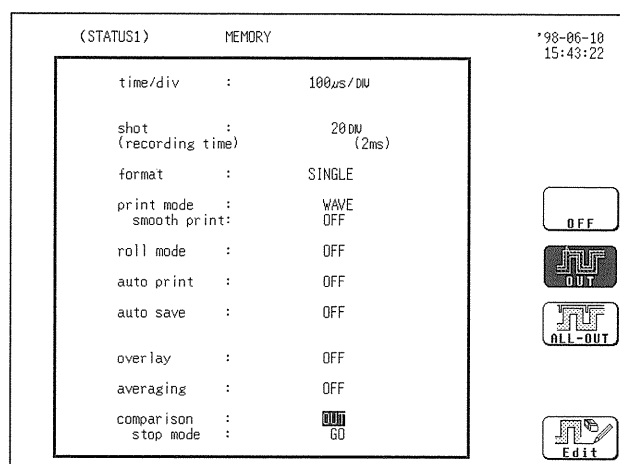 (STATUS1) MEMORY '98-06-10
15:43:22
time/div : 100µs/DIV
shot : 20 DIV
(recording time) (2ms)
format : SINGLE
print mode : WAVE
smooth print: OFF
roll mode : OFF
auto print : OFF
auto save : OFF
overlay : OFF
averaging : OFF
comparison : OUT
stop mode : GO
OFF
OUT
ALL-OUT
Edit